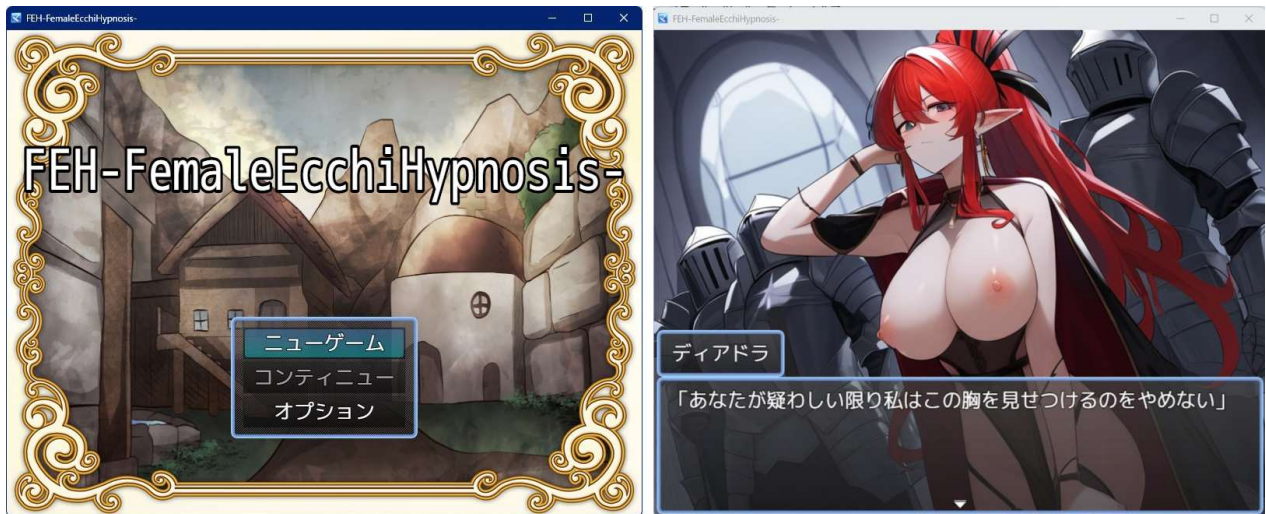 FEH-FemaleEcchiHypnosis-
FEH-FemaleEcchiHypnosis-
ニューゲーム
コンティニュー
オプション
FEH-FemaleEcchiHypnosis-
ディアドラ
「あなたが疑わしい限り私はこの胸を見せつけるのをやめない」